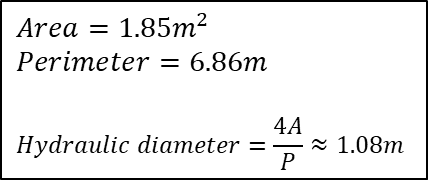 Area = 1.85m²
Perimeter = 6.86m
Hydraulic diameter = 4A/P ≈ 1.08m